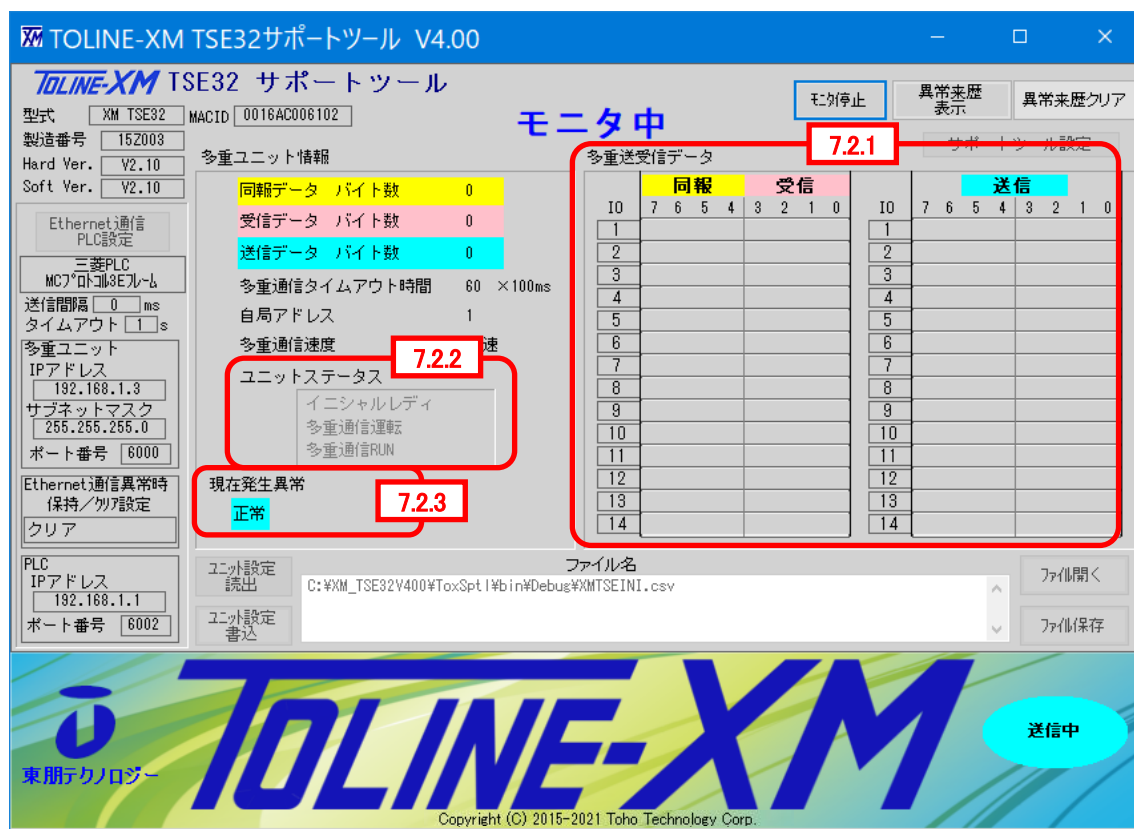 TOLINE-XM TSE32サポートツール V4.00
TOLINE-XM TSE32 サポートツール
型式 XM TSE32 MACID 0016AC006102
モニタ中
ﾓﾆﾀ停止
異常来歴
表示
異常来歴クリア
サポートツール設定
製造番号 15Z003
Hard Ver. V2.10
Soft Ver. V2.10
Ethernet通信
PLC設定
三菱PLC
MCﾌﾟﾛﾄｺﾙ3Eﾌﾚｰﾑ
送信間隔 0 ms
タイムアウト 1 s
多重ユニット
IPアドレス
192.168.1.3
サブネットマスク
255.255.255.0
ポート番号 6000
Ethernet通信異常時
保持／ｸﾘｱ設定
クリア
PLC
IPアドレス
192.168.1.1
ポート番号 6002
多重ユニット情報
同報データ バイト数 0
受信データ バイト数 0
送信データ バイト数 0
多重通信タイムアウト時間 60 ×100ms
自局アドレス 1
多重通信速度 速
7.2.2
ユニットステータス
イニシャルレディ
多重通信運転
多重通信RUN
現在発生異常
7.2.3
正常
多重送受信データ
7.2.1
同報 受信 送信
IO 7 6 5 4 3 2 1 0 IO 7 6 5 4 3 2 1 0
1 1
2 2
3 3
4 4
5 5
6 6
7 7
8 8
9 9
10 10
11 11
12 12
13 13
14 14
ﾕﾆｯﾄ設定
読出
ﾕﾆｯﾄ設定
書込
ファイル名
C:¥XM_TSE32V400¥ToxSptl¥bin¥Debug¥XMTSEINI.csv
ﾌｧｲﾙ開く
ﾌｧｲﾙ保存
東朋テクノロジー
TOLINE-XM
送信中
Copyright (C) 2015-2021 Toho Technology Corp.